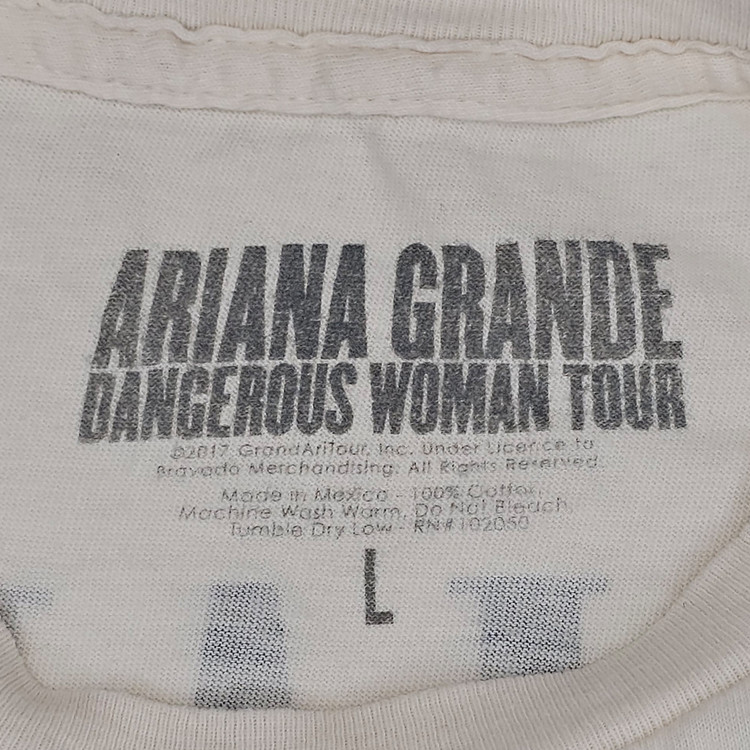 ARIANA GRANDE
DANGEROUS WOMAN TOUR
©2017 GrandAriTour, Inc. Under Licence to
Bravado Merchandising. All Rights Reserved.
Made in Mexico - 100% Cotton
Machine Wash Warm, Do Not Bleach,
Tumble Dry Low - RN#102050
L